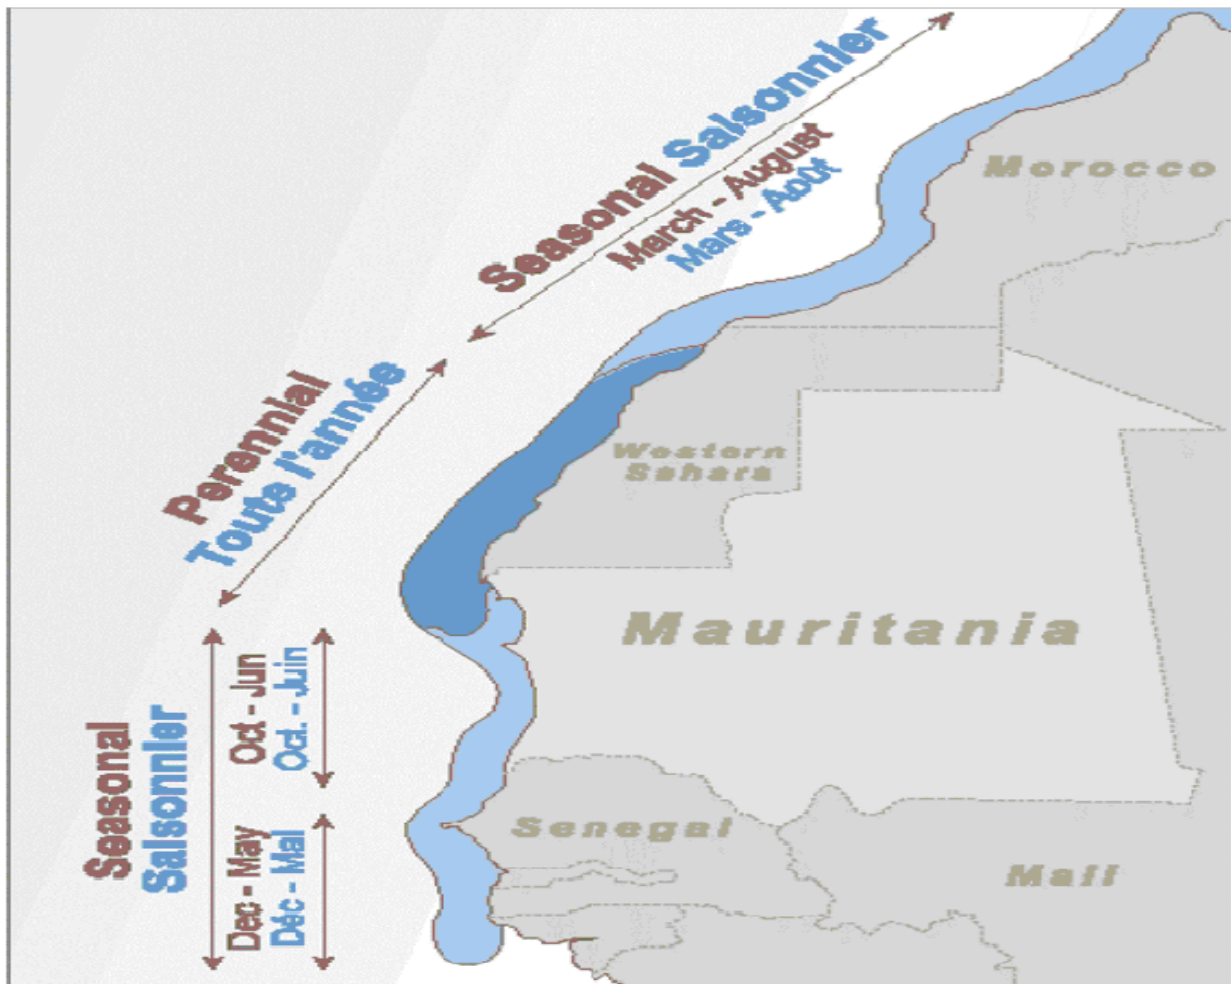 Seasonal Saisonnier
March - August
Mars - Août
Morocco
Perennial
Toute l'année
Western
Sahara
Mauritania
Seasonal
Saisonnier
Oct - Jun
Oct. - Juin
Dec - May
Déc - Mai
Senegal
Mali